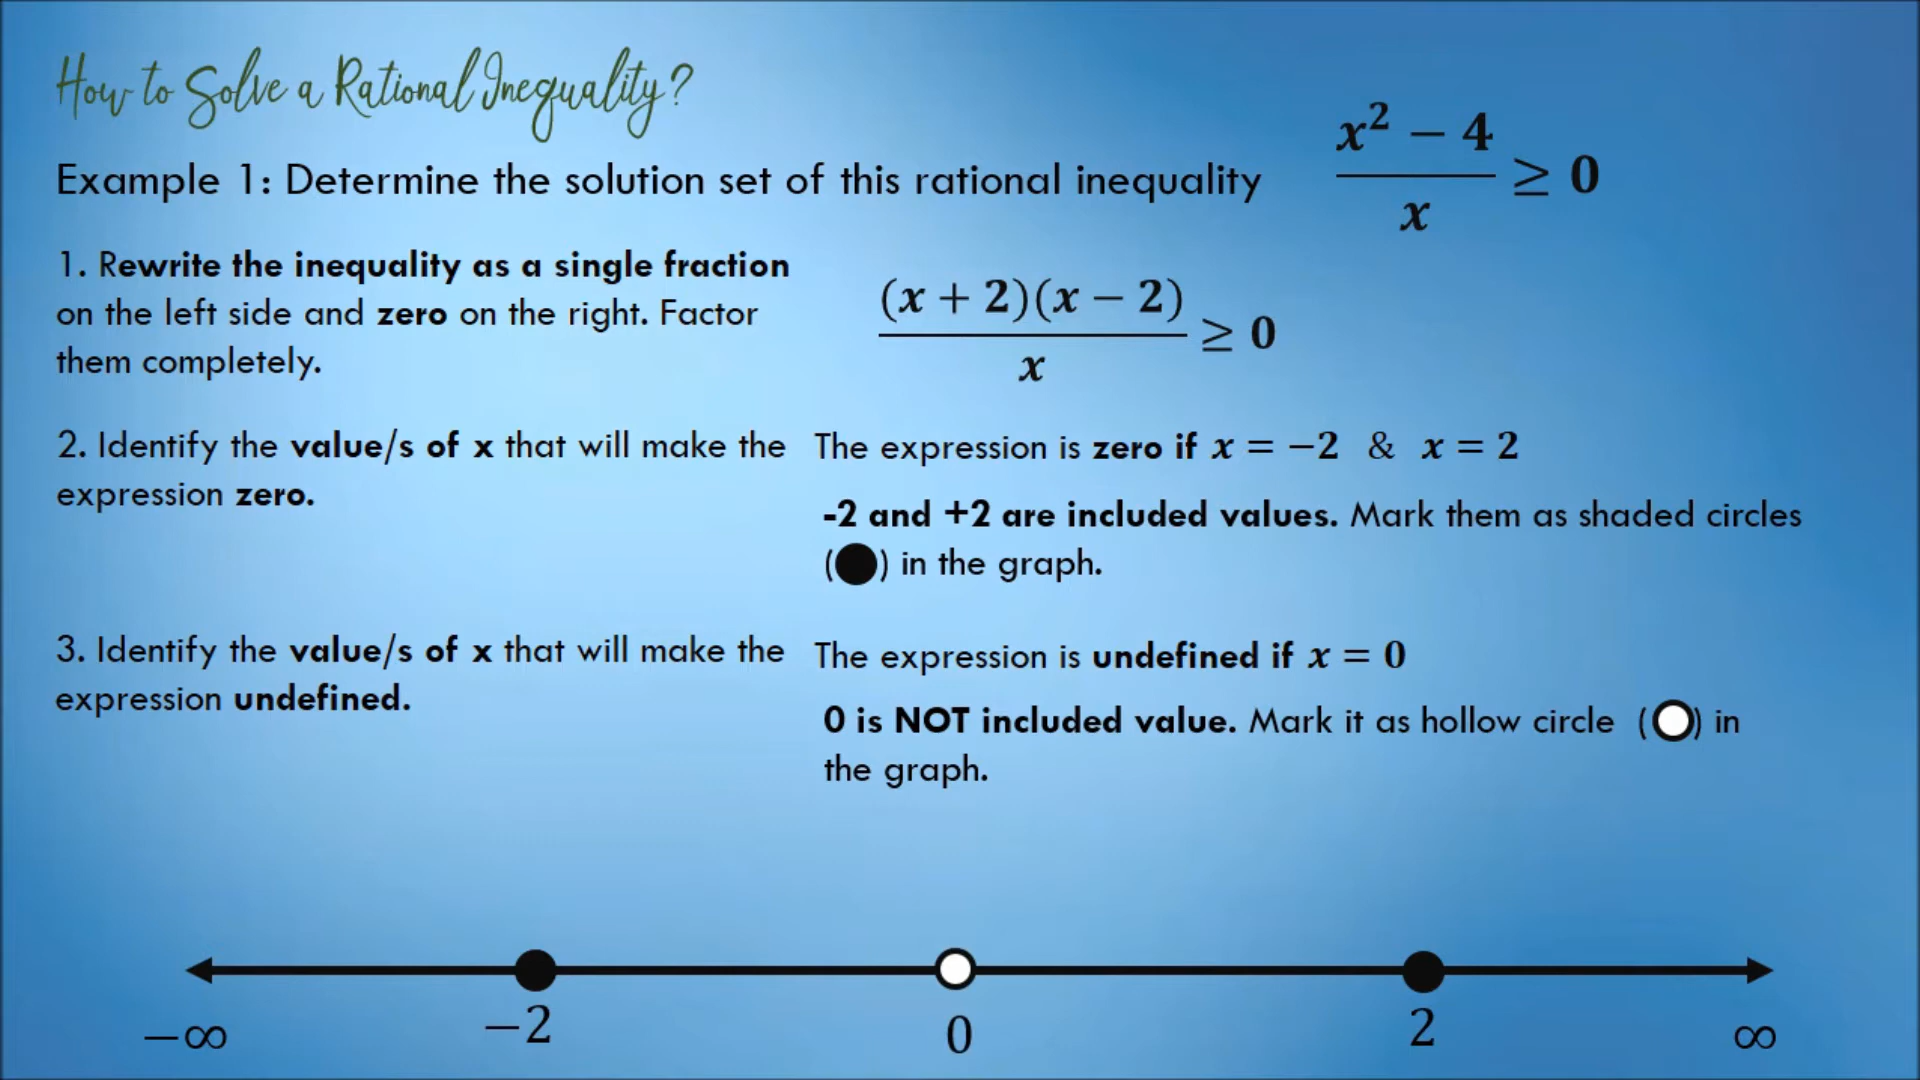 How to Solve a Rational Inequality?
Example 1: Determine the solution set of this rational inequality
x² − 4
x
≥ 0
1. Rewrite the inequality as a single fraction
on the left side and zero on the right. Factor
them completely.
(x + 2)(x − 2)
x
≥ 0
2. Identify the value/s of x that will make the
expression zero.
The expression is zero if x = −2 & x = 2
-2 and +2 are included values. Mark them as shaded circles
(●) in the graph.
3. Identify the value/s of x that will make the
expression undefined.
The expression is undefined if x = 0
0 is NOT included value. Mark it as hollow circle (○) in
the graph.
−∞ −2 0 2 ∞